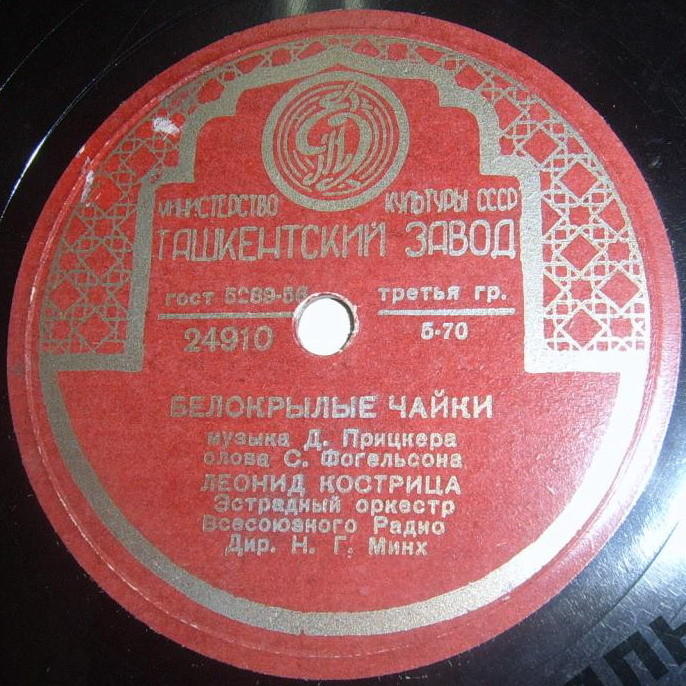 МИНИСТЕРСТВО КУЛЬТУРЫ СССР
ТАШКЕНТСКИЙ ЗАВОД
гост 5289-56 третья гр.
24910 5-70
БЕЛОКРЫЛЫЕ ЧАЙКИ
музыка Д. Прицкера
слова С. Фогельсона
ЛЕОНИД КОСТРИЦА
Эстрадный оркестр
Всесоюзного Радио
Дир. Н. Г. Минх